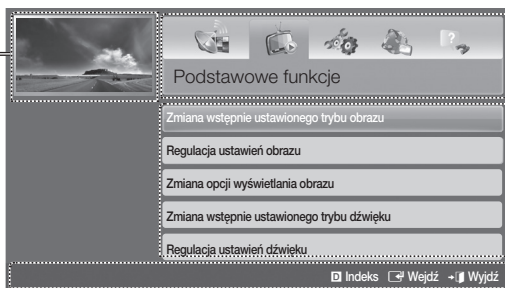 Podstawowe funkcje
Zmiana wstępnie ustawionego trybu obrazu
Regulacja ustawień obrazu
Zmiana opcji wyświetlania obrazu
Zmiana wstępnie ustawionego trybu dźwięku
Regulacja ustawień dźwięku
D Indeks Wejdź Wyjdź